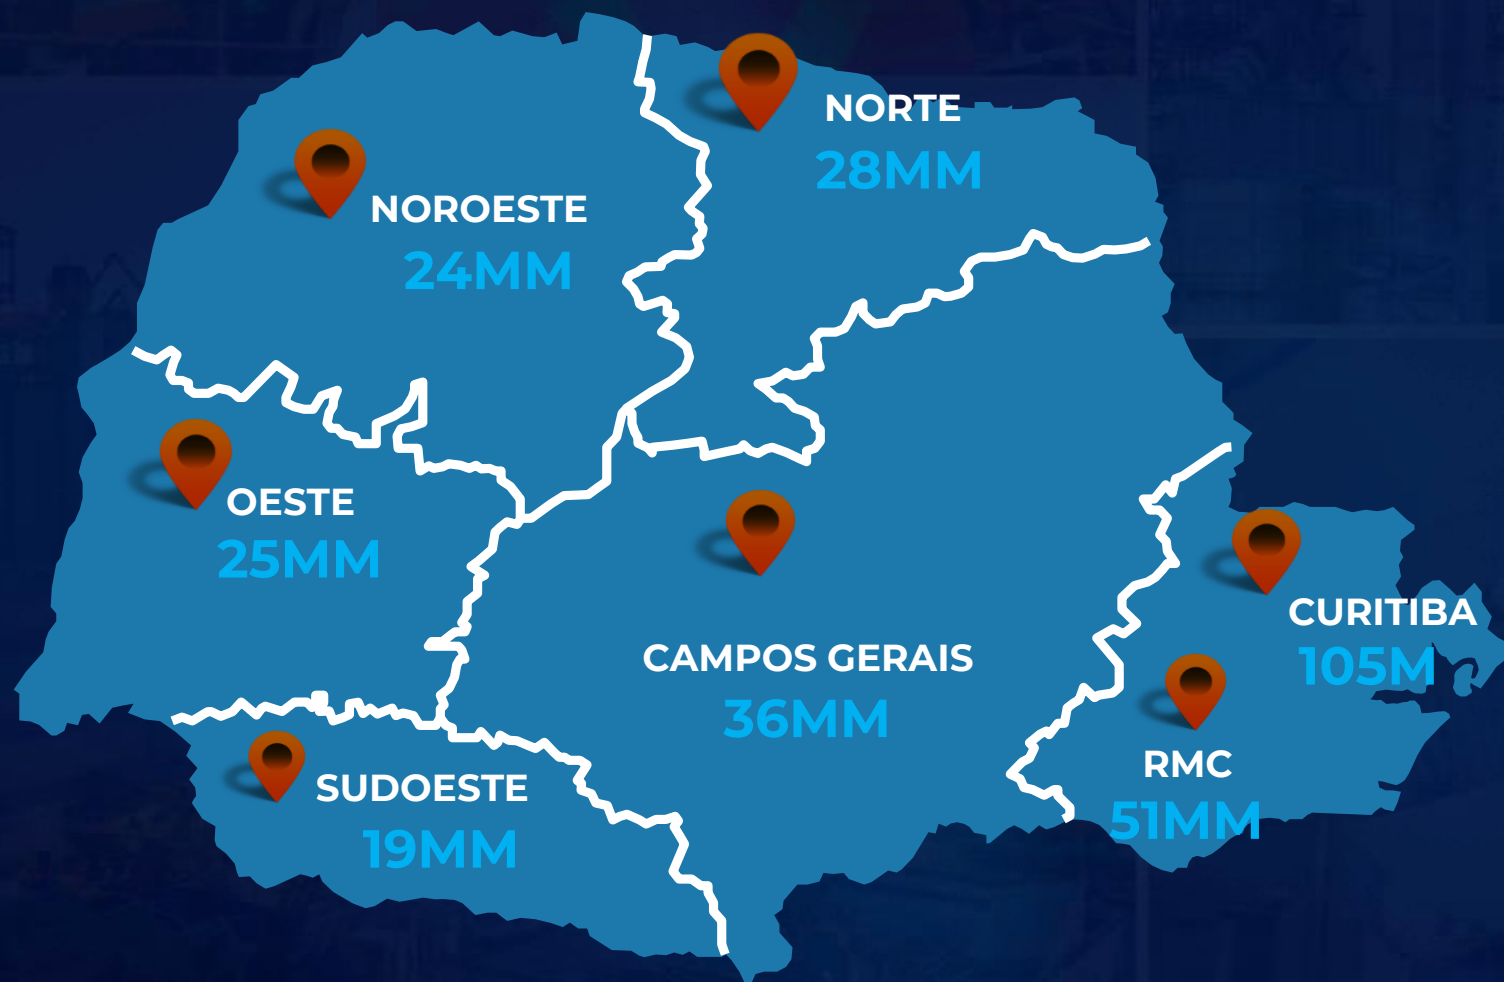 NORTE
28MM
NOROESTE
24MM
OESTE
25MM
CAMPOS GERAIS
36MM
CURITIBA
105M
RMC
51MM
SUDOESTE
19MM